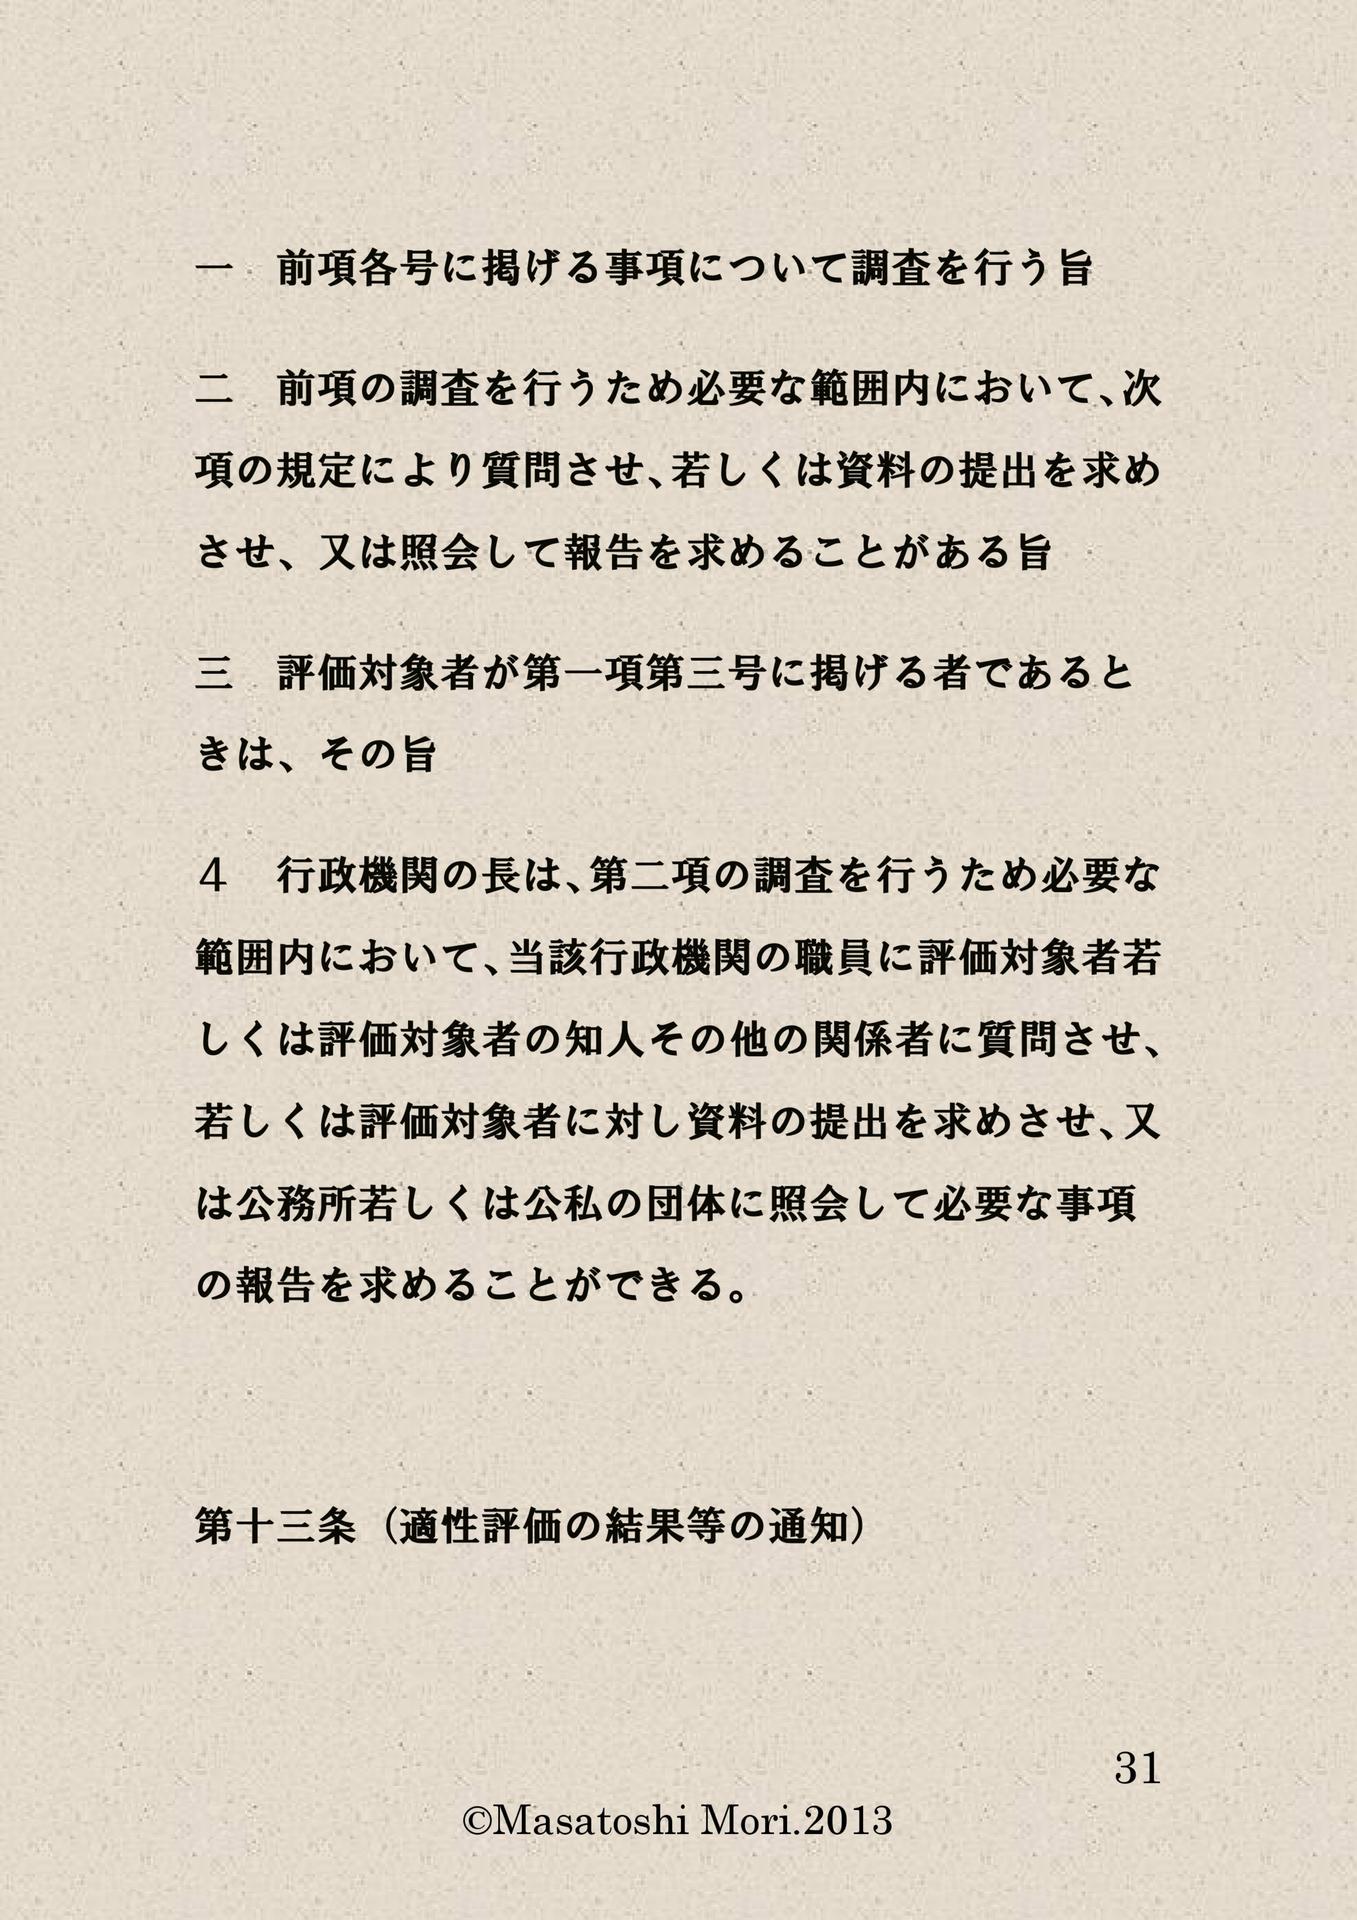 一　前項各号に掲げる事項について調査を行う旨
二　前項の調査を行うため必要な範囲内において、次
項の規定により質問させ、若しくは資料の提出を求め
させ、又は照会して報告を求めることがある旨
三　評価対象者が第一項第三号に掲げる者であると
きは、その旨
４　行政機関の長は、第二項の調査を行うため必要な
範囲内において、当該行政機関の職員に評価対象者若
しくは評価対象者の知人その他の関係者に質問させ、
若しくは評価対象者に対し資料の提出を求めさせ、又
は公務所若しくは公私の団体に照会して必要な事項
の報告を求めることができる。
第十三条（適性評価の結果等の通知）
31
©Masatoshi Mori.2013